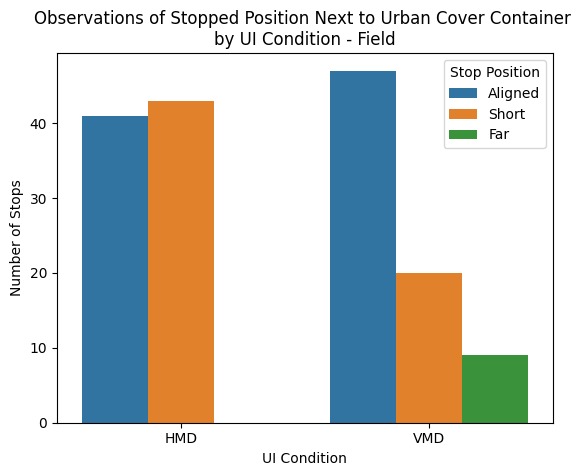 Observations of Stopped Position Next to Urban Cover Container
by UI Condition - Field
Stop Position
Aligned
Short
Far
Number of Stops
40
30
20
10
0
HMD
VMD
UI Condition